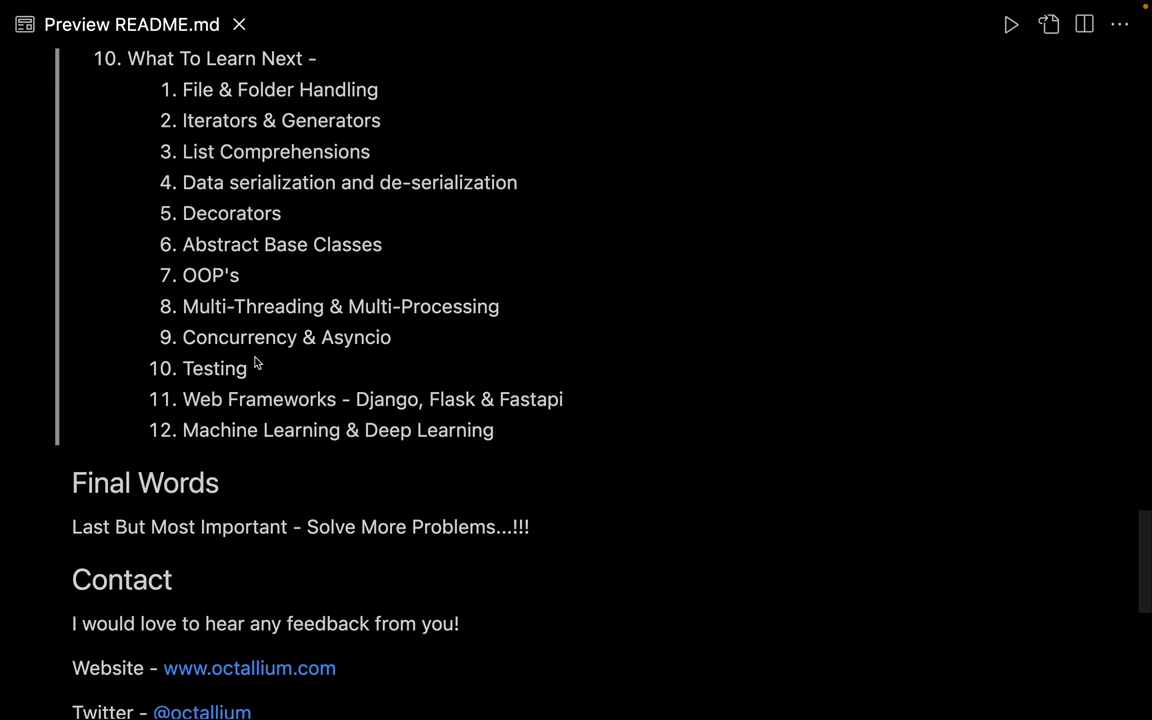 Preview README.md
10. What To Learn Next -
1. File & Folder Handling
2. Iterators & Generators
3. List Comprehensions
4. Data serialization and de-serialization
5. Decorators
6. Abstract Base Classes
7. OOP's
8. Multi-Threading & Multi-Processing
9. Concurrency & Asyncio
10. Testing
11. Web Frameworks - Django, Flask & Fastapi
12. Machine Learning & Deep Learning
Final Words
Last But Most Important - Solve More Problems...!!!
Contact
I would love to hear any feedback from you!
Website - www.octallium.com
Twitter - @octallium